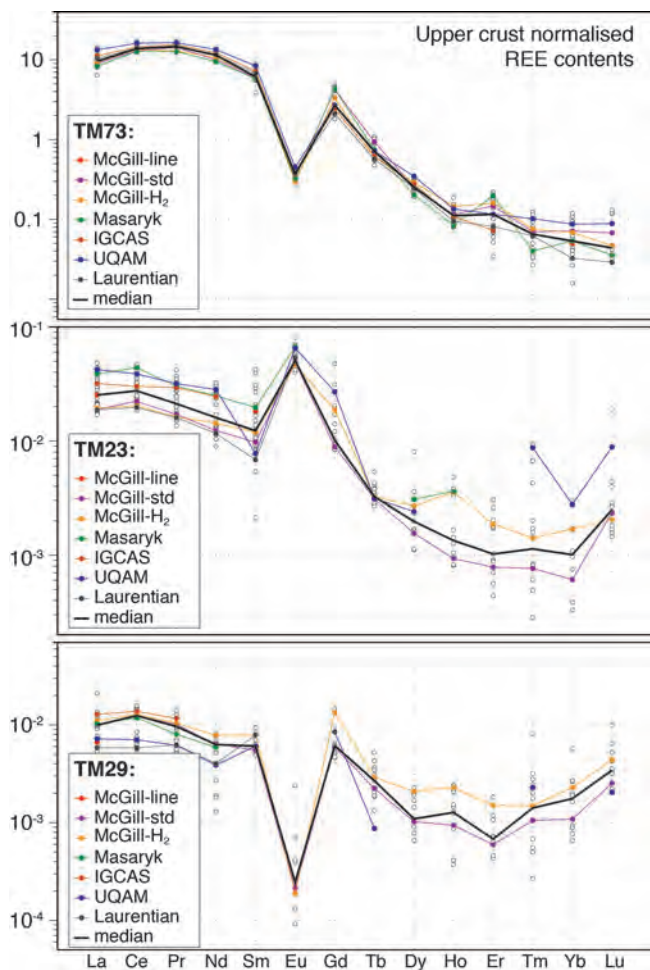 Upper crust normalised
REE contents
10
1
0.1
TM73:
McGill-line
McGill-std
McGill-H₂
Masaryk
IGCAS
UQAM
Laurentian
median
10⁻¹
10⁻²
10⁻³
TM23:
McGill-line
McGill-std
McGill-H₂
Masaryk
IGCAS
UQAM
Laurentian
median
10⁻²
10⁻³
10⁻⁴
TM29:
McGill-line
McGill-std
McGill-H₂
Masaryk
IGCAS
UQAM
Laurentian
median
La Ce Pr Nd Sm Eu Gd Tb Dy Ho Er Tm Yb Lu